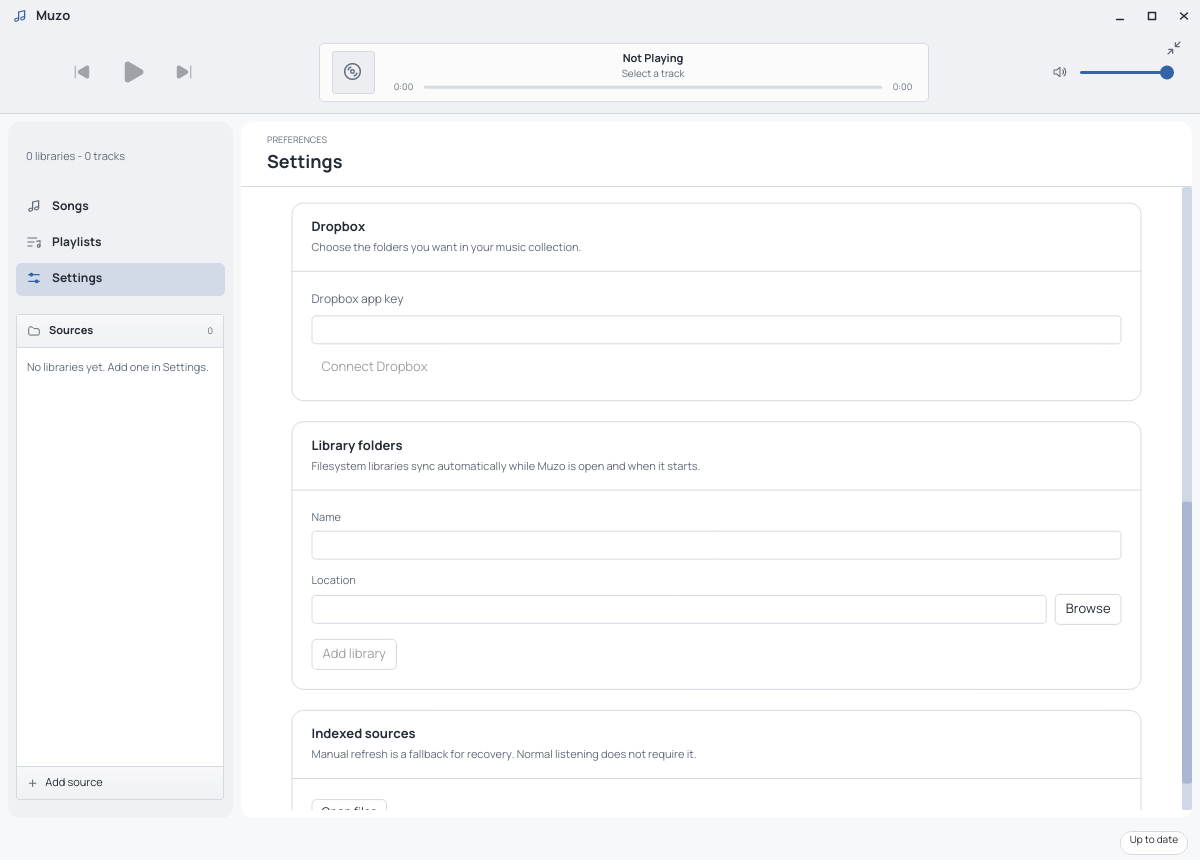 Muzo
Not Playing
Select a track
0:00
0:00
0 libraries - 0 tracks
Songs
Playlists
Settings
Sources
0
No libraries yet. Add one in Settings.
Add source
PREFERENCES
Settings
Dropbox
Choose the folders you want in your music collection.
Dropbox app key
Connect Dropbox
Library folders
Filesystem libraries sync automatically while Muzo is open and when it starts.
Name
Location
Browse
Add library
Indexed sources
Manual refresh is a fallback for recovery. Normal listening does not require it.
Open files
Up to date